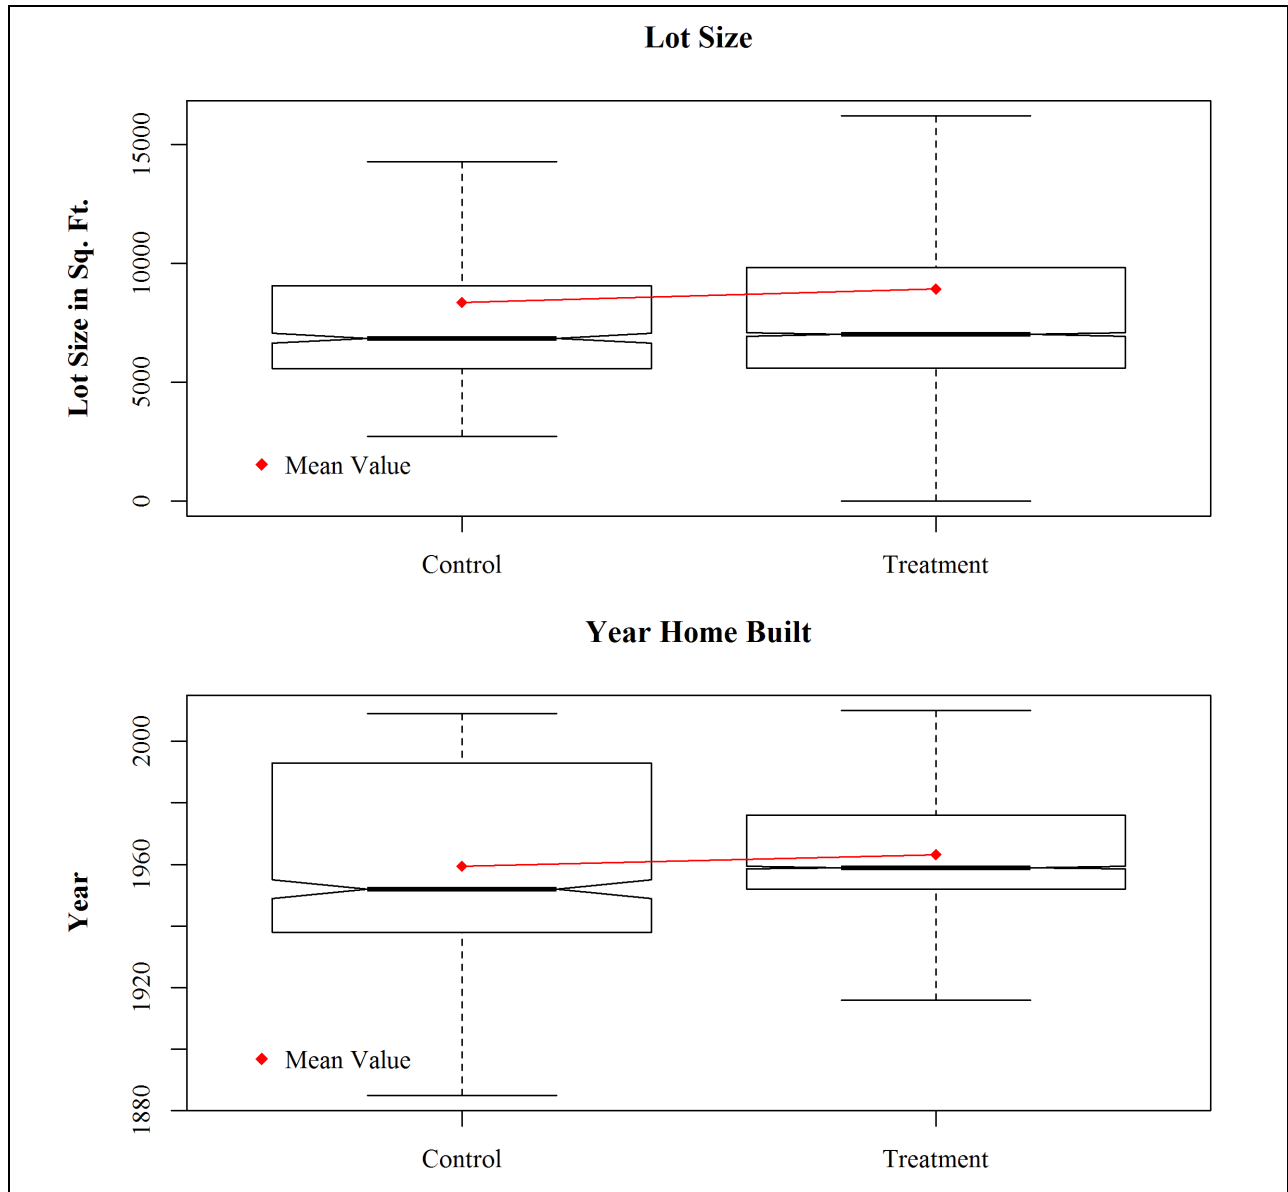 Lot Size
Lot Size in Sq. Ft.
15000
10000
5000
0
Mean Value
Control Treatment
Year Home Built
Year
2000
1960
1920
1880
Mean Value
Control Treatment